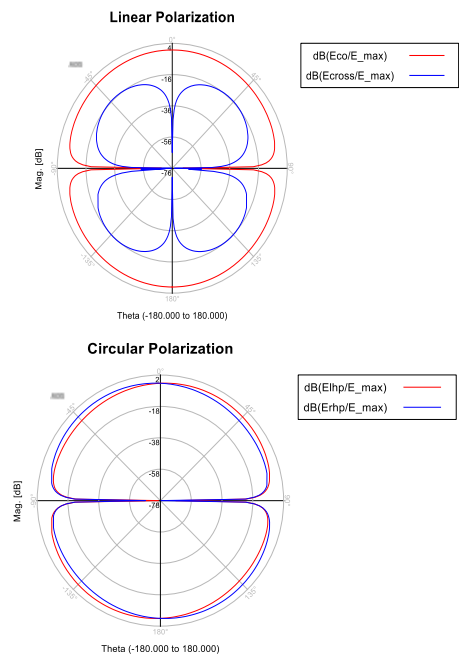 Linear Polarization
0°
4
-16
-36
-56
-76
-45°
45°
-90°
90
-135°
135°
180°
ADS
Mag. [dB]
Theta (-180.000 to 180.000)
dB(Eco/E_max)
dB(Ecross/E_max)
Circular Polarization
0°
2
-18
-38
-58
-78
-45°
45°
-90°
90
-135°
135°
180°
ADS
Mag. [dB]
Theta (-180.000 to 180.000)
dB(Elhp/E_max)
dB(Erhp/E_max)